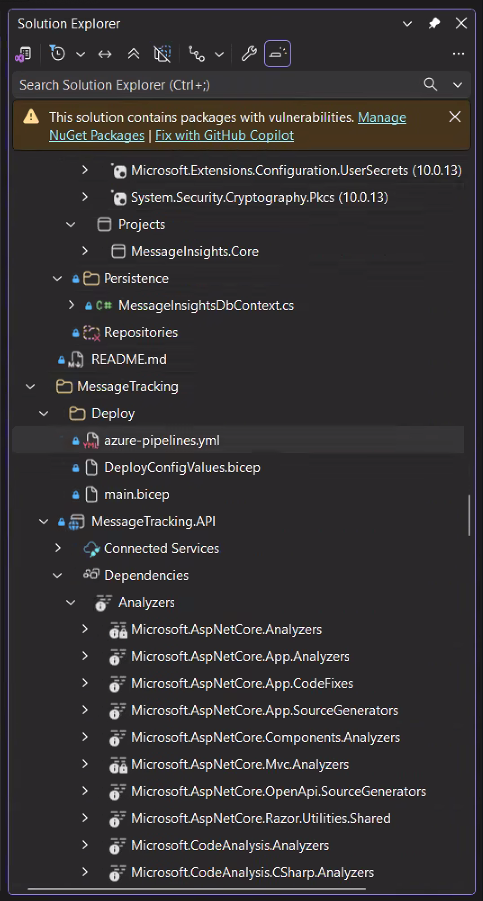 Solution Explorer
Search Solution Explorer (Ctrl+;)
This solution contains packages with vulnerabilities. Manage
NuGet Packages | Fix with GitHub Copilot
Microsoft.Extensions.Configuration.UserSecrets (10.0.13)
System.Security.Cryptography.Pkcs (10.0.13)
Projects
MessageInsights.Core
Persistence
C# MessageInsightsDbContext.cs
Repositories
README.md
MessageTracking
Deploy
YML azure-pipelines.yml
DeployConfigValues.bicep
main.bicep
MessageTracking.API
Connected Services
Dependencies
Analyzers
Microsoft.AspNetCore.Analyzers
Microsoft.AspNetCore.App.Analyzers
Microsoft.AspNetCore.App.CodeFixes
Microsoft.AspNetCore.App.SourceGenerators
Microsoft.AspNetCore.Components.Analyzers
Microsoft.AspNetCore.Mvc.Analyzers
Microsoft.AspNetCore.OpenApi.SourceGenerators
Microsoft.AspNetCore.Razor.Utilities.Shared
Microsoft.CodeAnalysis.Analyzers
Microsoft.CodeAnalysis.CSharp.Analyzers